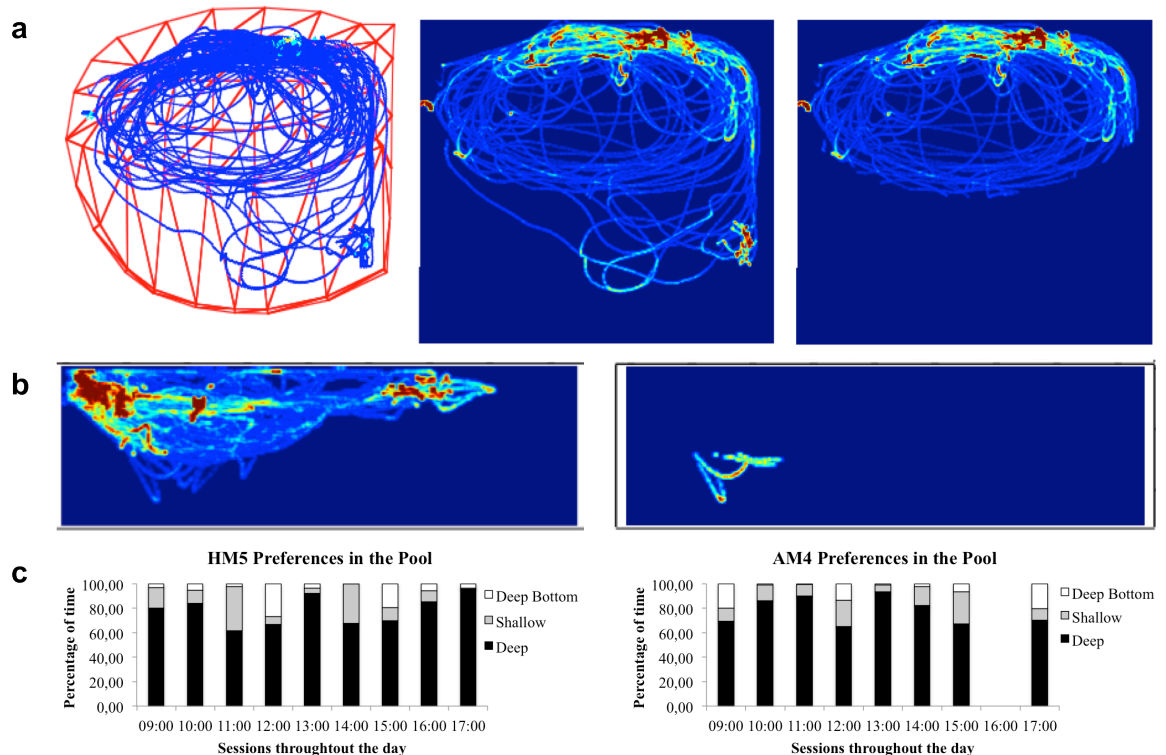 a
b
c
HM5 Preferences in the Pool
Percentage of time
100,00
80,00
60,00
40,00
20,00
0,00
Deep Bottom
Shallow
Deep
09:00 10:00 11:00 12:00 13:00 14:00 15:00 16:00 17:00
Sessions throughtout the day
AM4 Preferences in the Pool
Percentage of time
100,00
80,00
60,00
40,00
20,00
0,00
Deep Bottom
Shallow
Deep
09:00 10:00 11:00 12:00 13:00 14:00 15:00 16:00 17:00
Sessions throughout the day